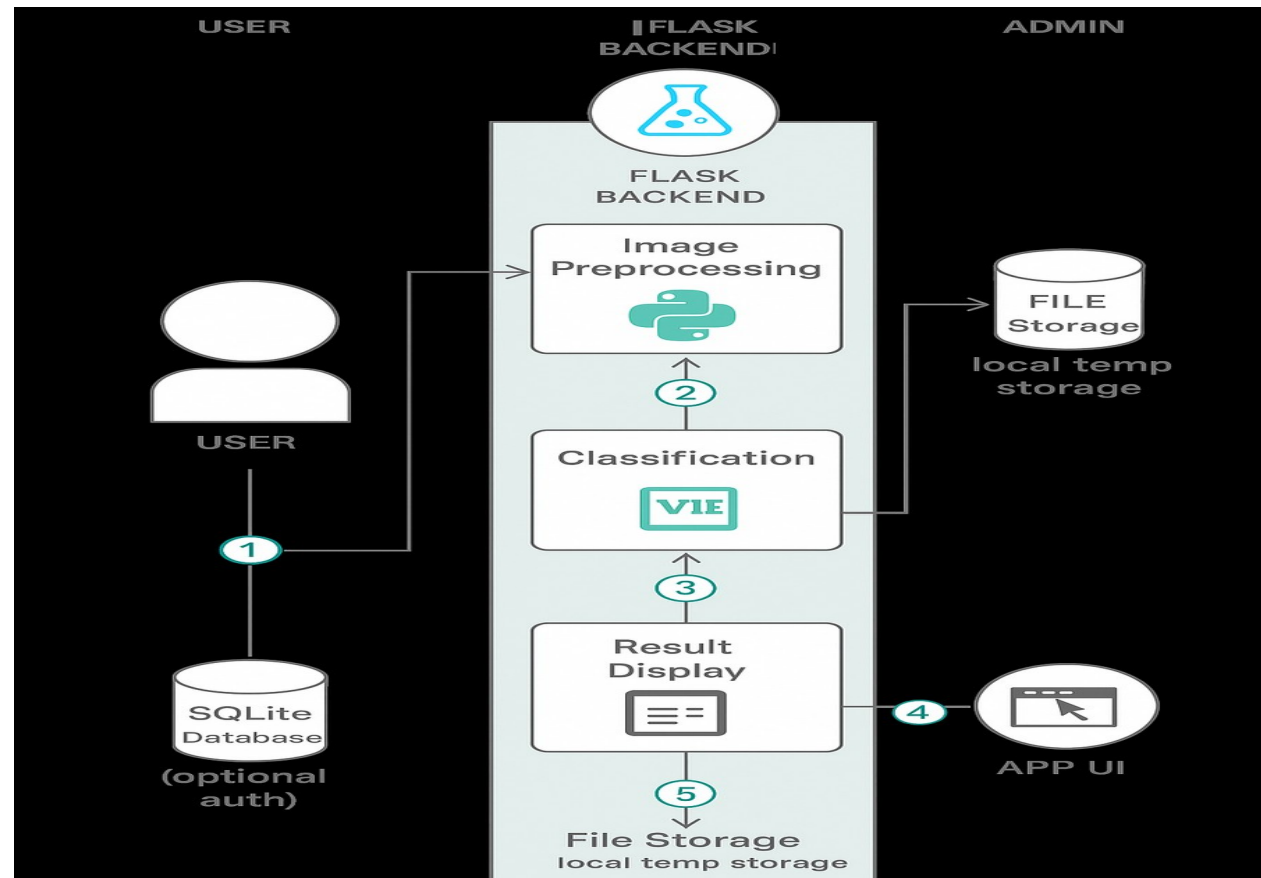 USER
FLASK
BACKEND
ADMIN
FLASK
BACKEND
Image
Preprocessing
FILE
Storage
local temp
storage
2
USER
Classification
V1E
1
3
Result
Display
SQLite
Database
4
(optional
auth)
APP UI
5
File Storage
local temp storage